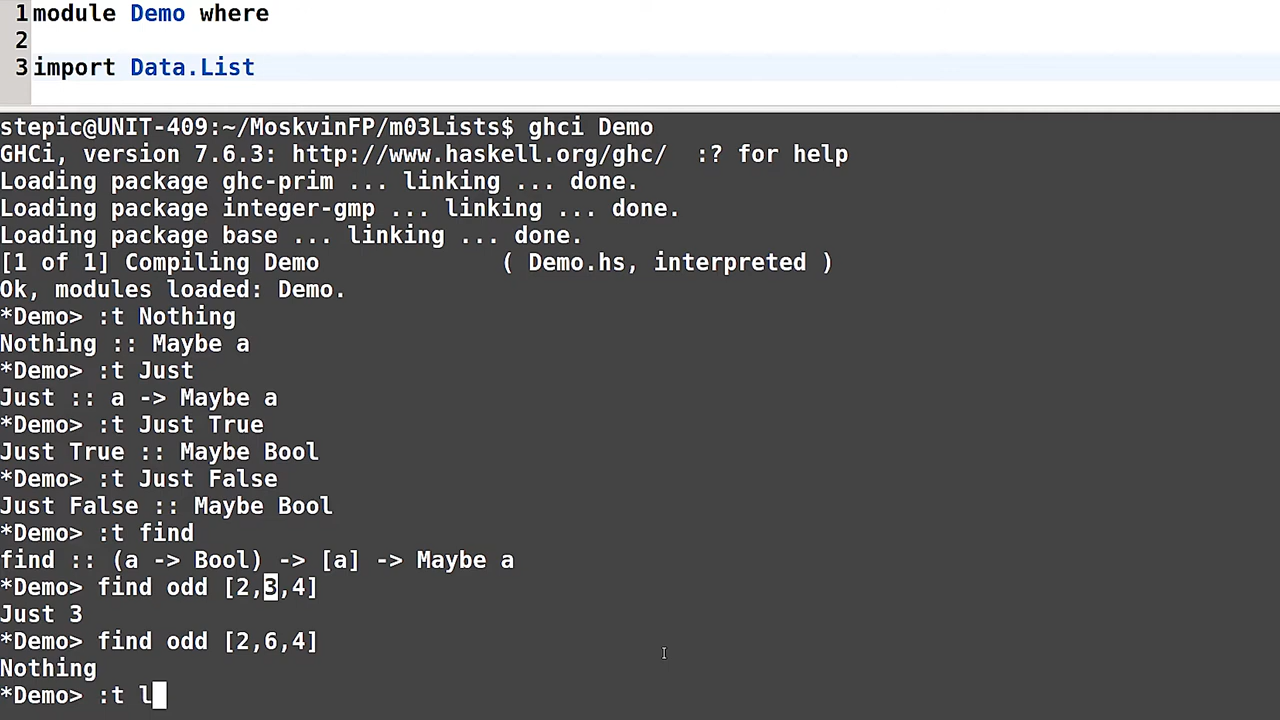 1 module Demo where
2
3 import Data.List
stepic@UNIT-409:~/MoskvinFP/m03Lists$ ghci Demo
GHCi, version 7.6.3: http://www.haskell.org/ghc/  :? for help
Loading package ghc-prim ... linking ... done.
Loading package integer-gmp ... linking ... done.
Loading package base ... linking ... done.
[1 of 1] Compiling Demo             ( Demo.hs, interpreted )
Ok, modules loaded: Demo.
*Demo> :t Nothing
Nothing :: Maybe a
*Demo> :t Just
Just :: a -> Maybe a
*Demo> :t Just True
Just True :: Maybe Bool
*Demo> :t Just False
Just False :: Maybe Bool
*Demo> :t find
find :: (a -> Bool) -> [a] -> Maybe a
*Demo> find odd [2,3,4]
Just 3
*Demo> find odd [2,6,4]
Nothing
*Demo> :t l